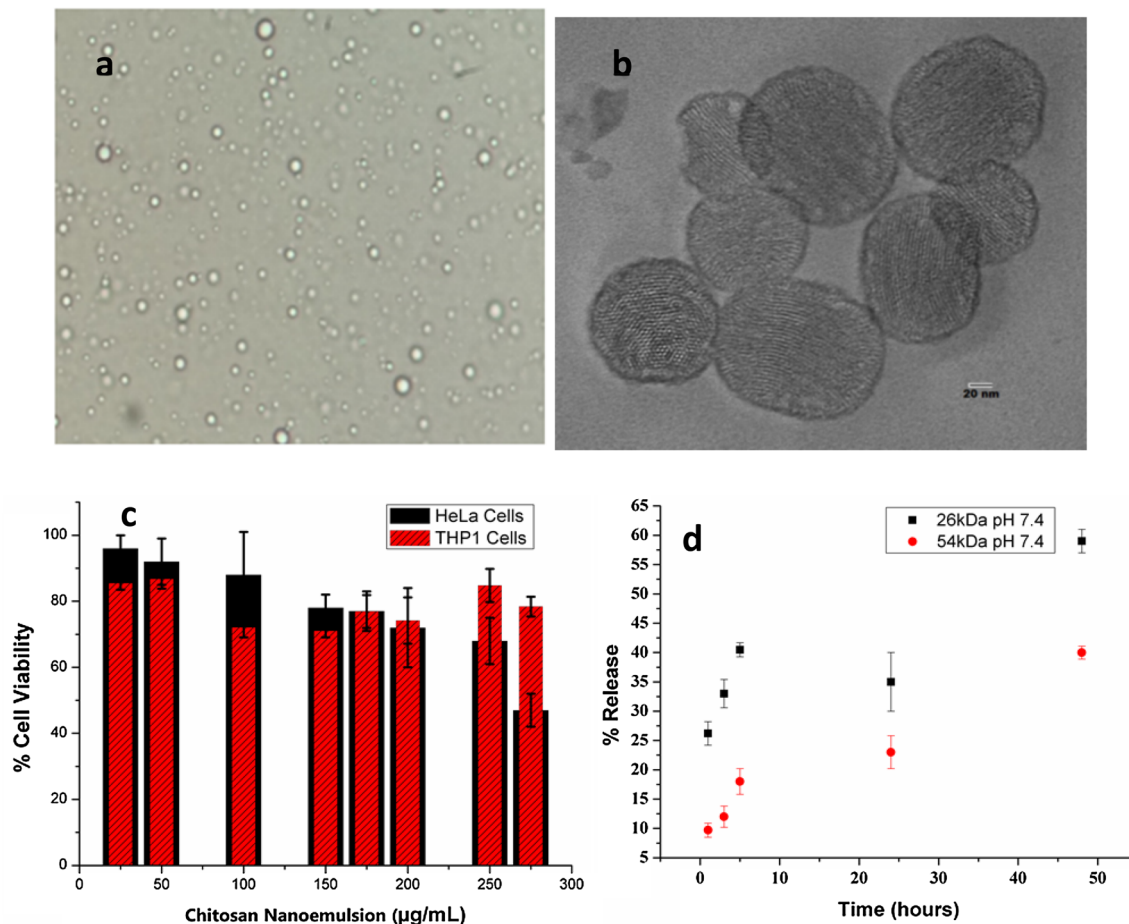 a
b
20 nm
c
HeLa Cells
THP1 Cells
% Cell Viability
100
80
60
40
20
0
0 50 100 150 200 250 300
Chitosan Nanoemulsion (µg/mL)
d
26kDa pH 7.4
54kDa pH 7.4
% Release
65
60
55
50
45
40
35
30
25
20
15
10
5
0 10 20 30 40 50
Time (hours)